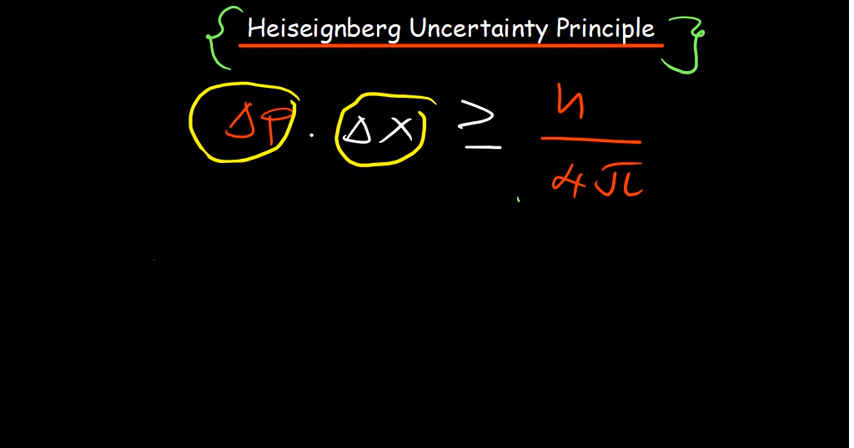 Heiseignberg Uncertainty Principle
Δp . Δx ≥ h / 4π